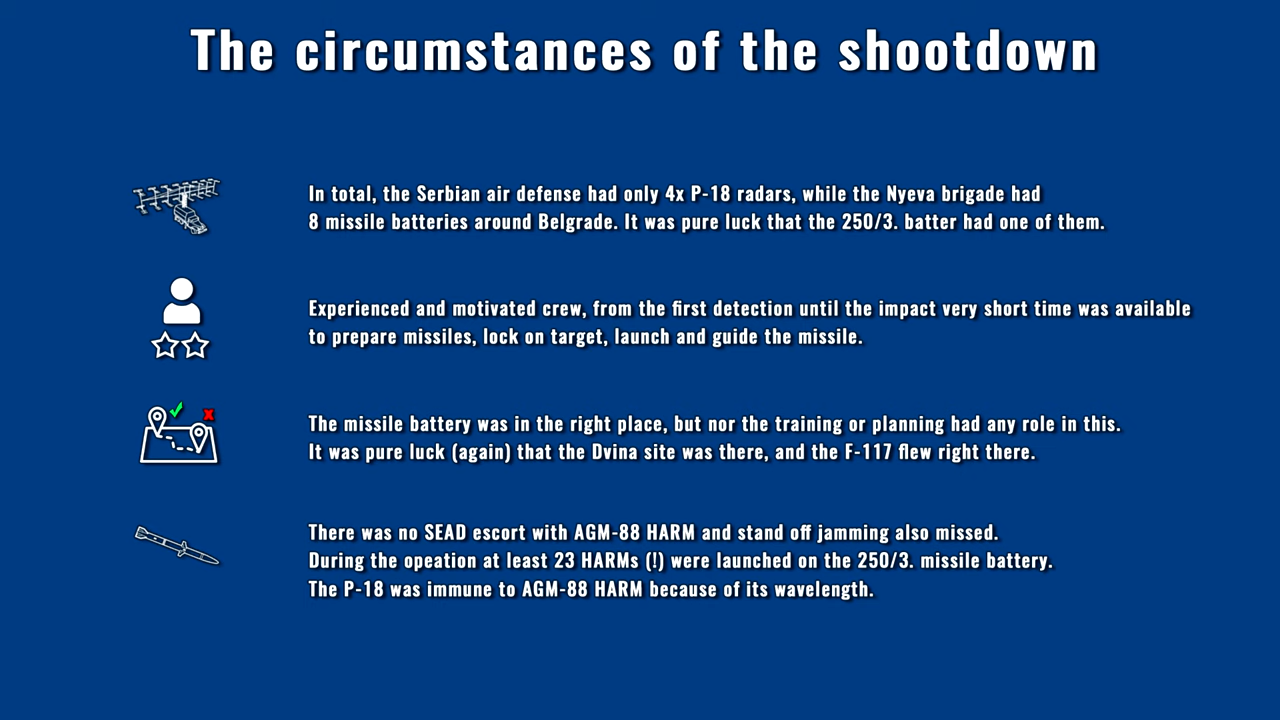 The circumstances of the shootdown
In total, the Serbian air defense had only 4x P-18 radars, while the Nyeva brigade had
8 missile batteries around Belgrade. It was pure luck that the 250/3. batter had one of them.
Experienced and motivated crew, from the first detection until the impact very short time was available
to prepare missiles, lock on target, launch and guide the missile.
The missile battery was in the right place, but nor the training or planning had any role in this.
It was pure luck (again) that the Dvina site was there, and the F-117 flew right there.
There was no SEAD escort with AGM-88 HARM and stand off jamming also missed.
During the opeation at least 23 HARMs (!) were launched on the 250/3. missile battery.
The P-18 was immune to AGM-88 HARM because of its wavelength.